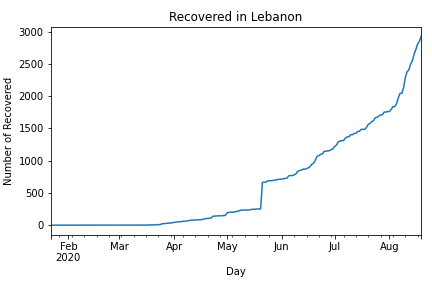 Recovered in Lebanon
Number of Recovered
3000
2500
2000
1500
1000
500
0
Feb
2020
Mar
Apr
May
Jun
Jul
Aug
Day